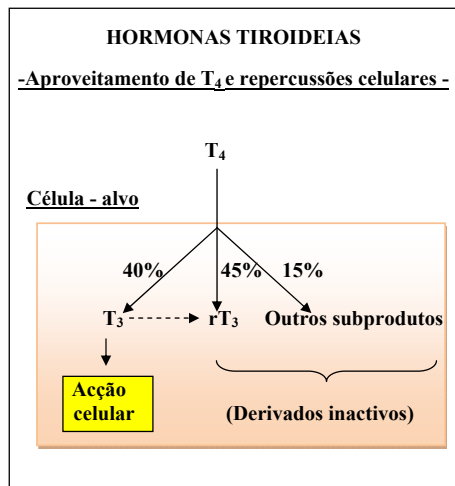 HORMONAS TIROIDEIAS
-Aproveitamento de T₄ e repercussões celulares -
T₄
Célula - alvo
40% 45% 15%
T₃ rT₃ Outros subprodutos
Acção
celular
(Derivados inactivos)